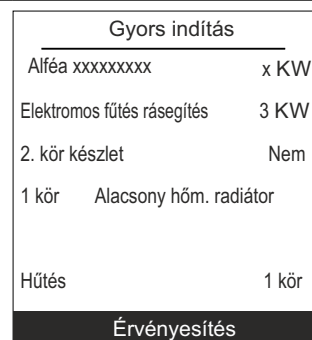 Gyors indítás
Alféa xxxxxxxxx x KW
Elektromos fűtés rásegítés 3 KW
2. kör készlet Nem
1 kör Alacsony hőm. radiátor
Hűtés 1 kör
Érvényesítés